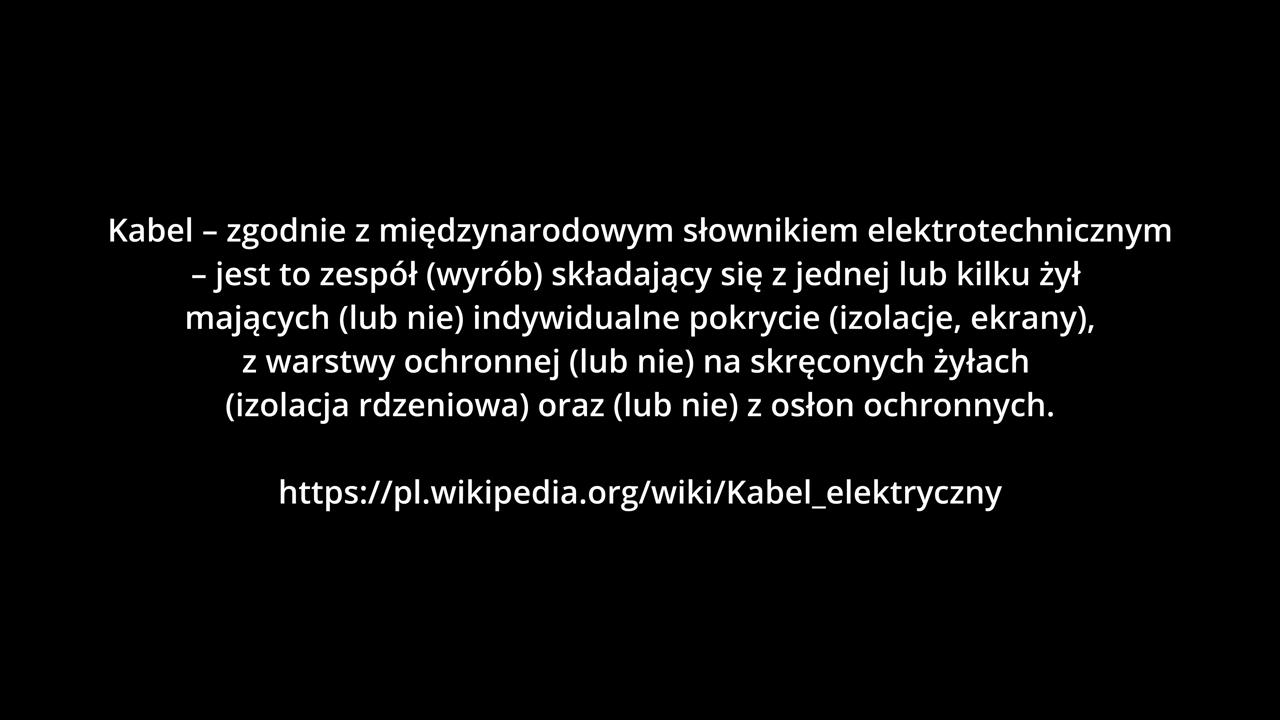 Kabel – zgodnie z międzynarodowym słownikiem elektrotechnicznym
– jest to zespół (wyrób) składający się z jednej lub kilku żył
mających (lub nie) indywidualne pokrycie (izolacje, ekrany),
z warstwy ochronnej (lub nie) na skręconych żyłach
(izolacja rdzeniowa) oraz (lub nie) z osłon ochronnych.
https://pl.wikipedia.org/wiki/Kabel_elektryczny